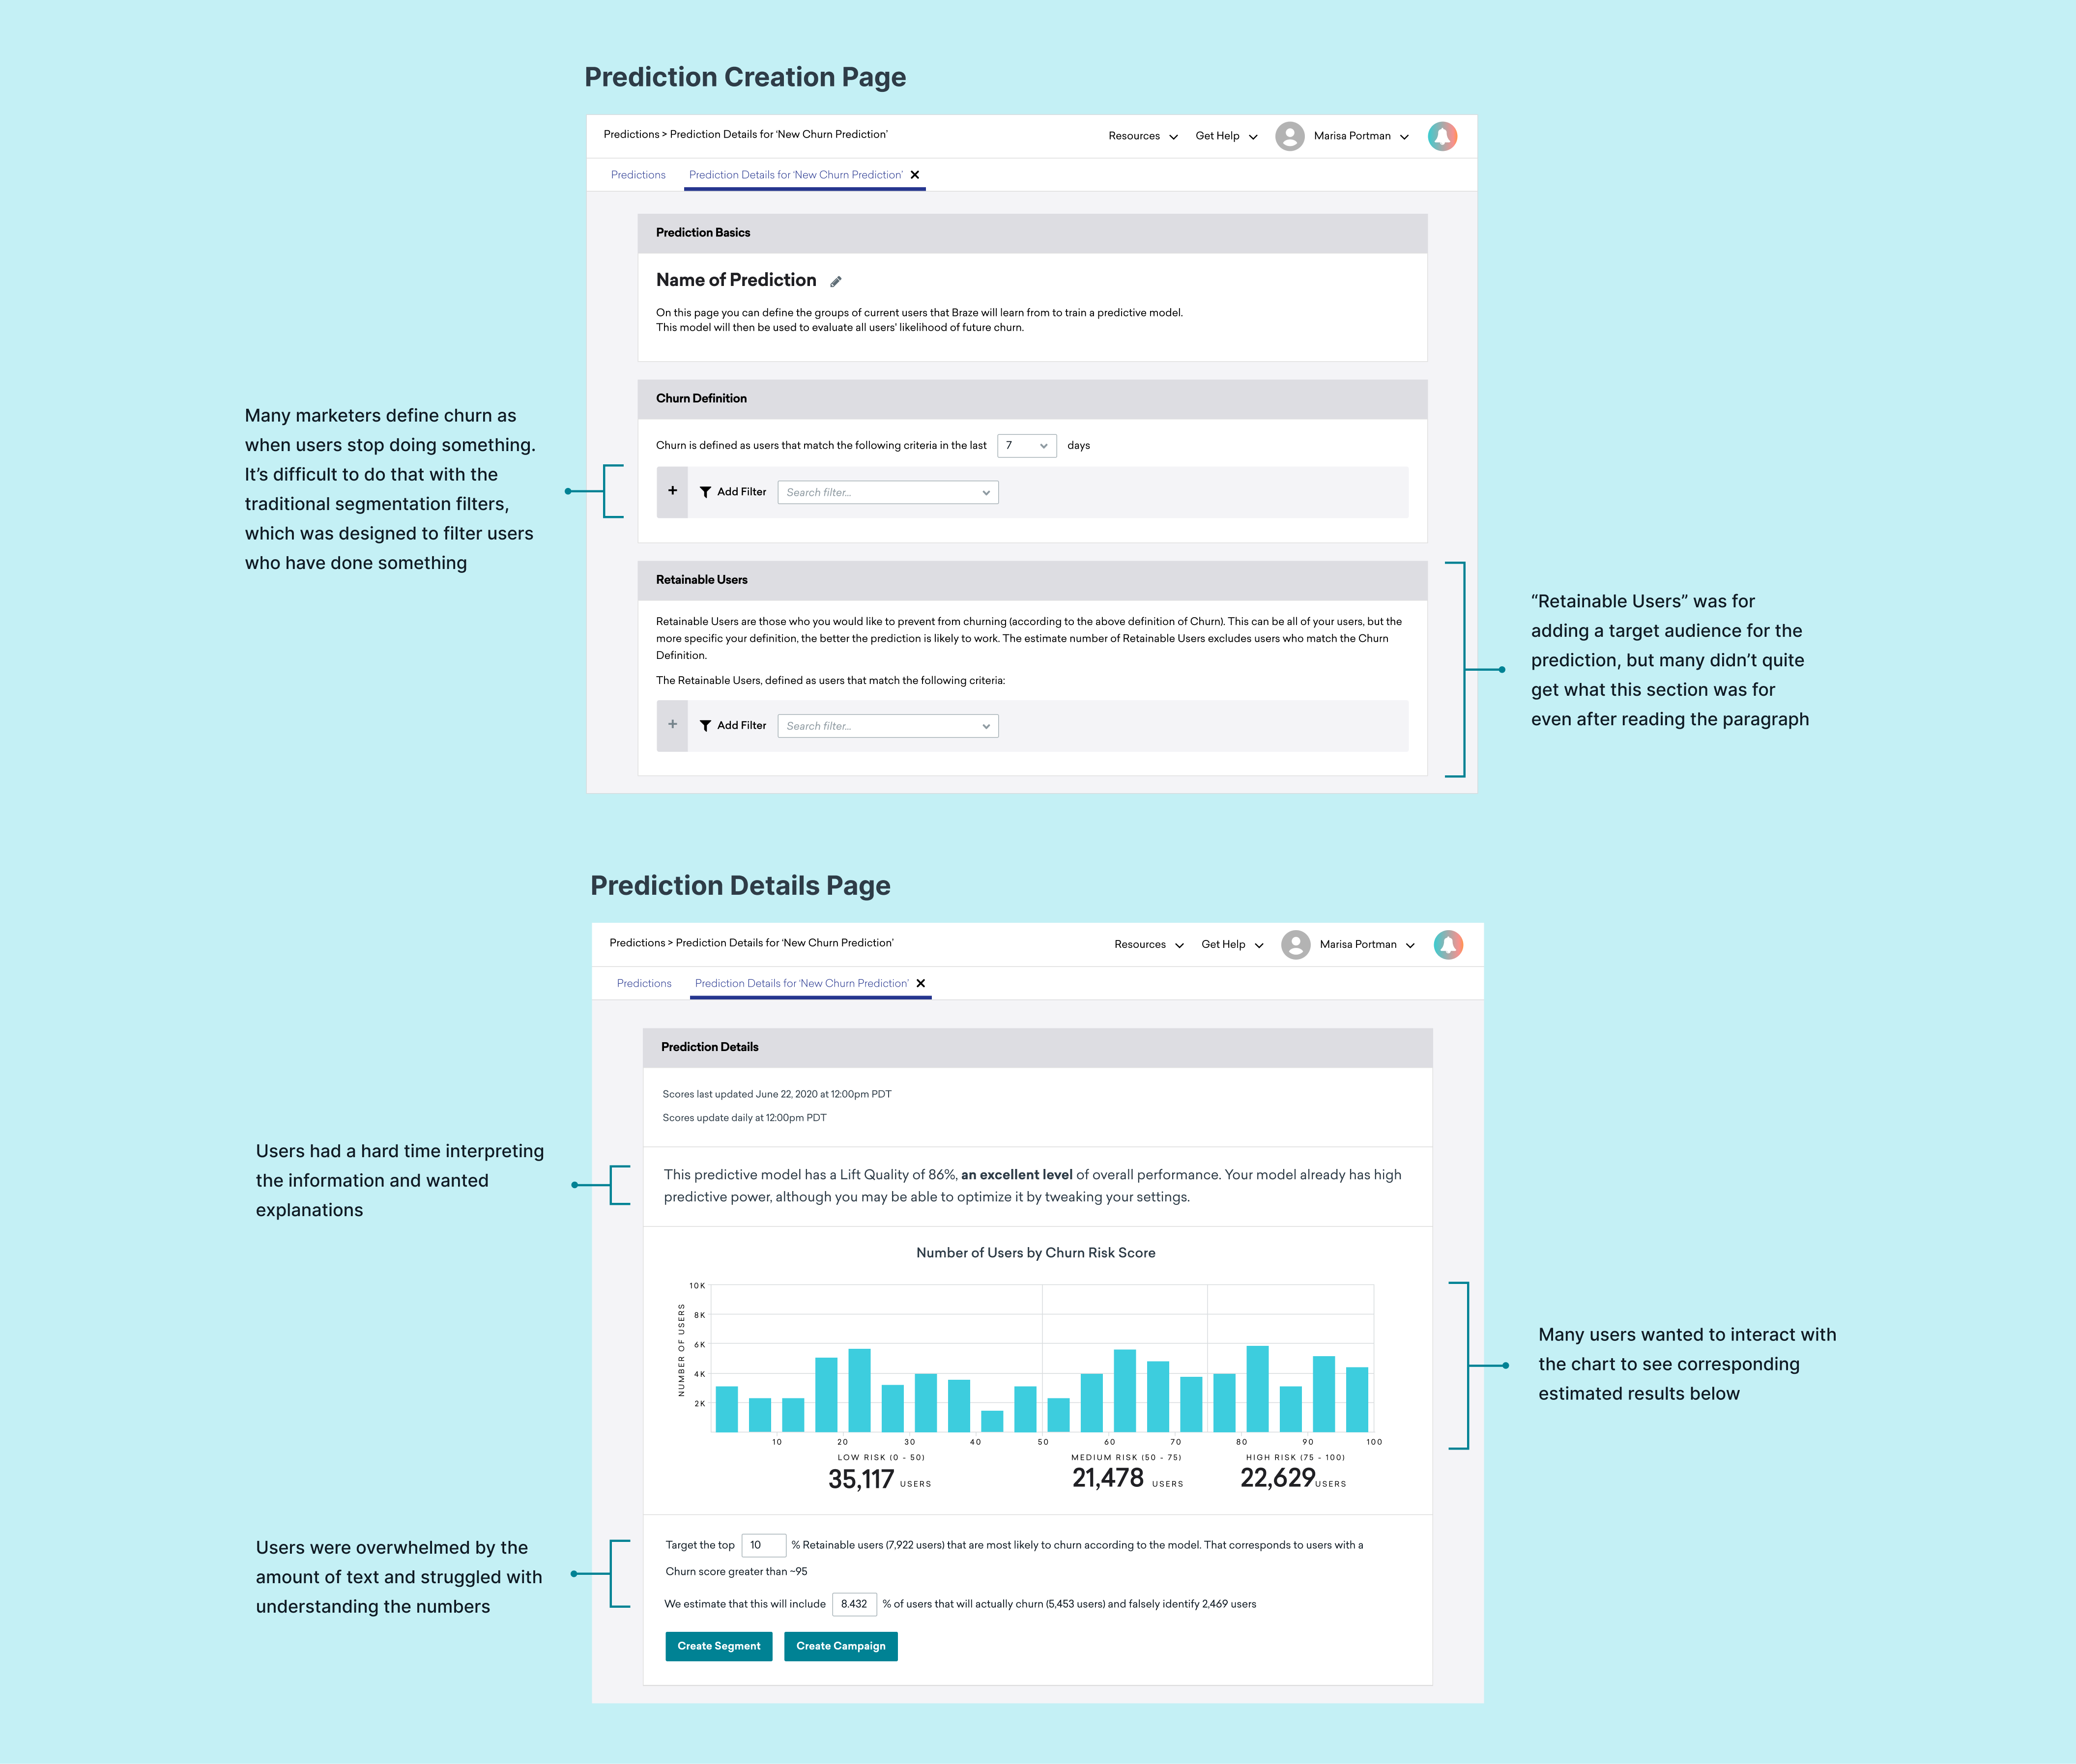 Prediction Creation Page
Predictions > Prediction Details for ‘New Churn Prediction’
Resources
Get Help
Marisa Portman
Predictions
Prediction Details for ‘New Churn Prediction’
Prediction Basics
Name of Prediction
On this page you can define the groups of current users that Braze will learn from to train a predictive model.
This model will then be used to evaluate all users’ likelihood of future churn.
Churn Definition
Churn is defined as users that match the following criteria in the last 7 days
+ Add Filter Search filter...
Many marketers define churn as
when users stop doing something.
It’s difficult to do that with the
traditional segmentation filters,
which was designed to filter users
who have done something
Retainable Users
Retainable Users are those who you would like to prevent from churning (according to the above definition of Churn). This can be all of your users, but the
more specific your definition, the better the prediction is likely to work. The estimate number of Retainable Users excludes users who match the Churn
Definition.
The Retainable Users, defined as users that match the following criteria:
+ Add Filter Search filter...
“Retainable Users” was for
adding a target audience for the
prediction, but many didn’t quite
get what this section was for
even after reading the paragraph
Prediction Details Page
Predictions > Prediction Details for ‘New Churn Prediction’
Resources
Get Help
Marisa Portman
Predictions
Prediction Details for ‘New Churn Prediction’
Prediction Details
Scores last updated June 22, 2020 at 12:00pm PDT
Scores update daily at 12:00pm PDT
This predictive model has a Lift Quality of 86%, an excellent level of overall performance. Your model already has high
predictive power, although you may be able to optimize it by tweaking your settings.
Users had a hard time interpreting
the information and wanted
explanations
Number of Users by Churn Risk Score
NUMBER OF USERS
10K
8K
6K
4K
2K
10 20 30 40 50 60 70 80 90 100
LOW RISK (0 - 50)
35,117 USERS
MEDIUM RISK (50 - 75)
21,478 USERS
HIGH RISK (75 - 100)
22,629 USERS
Many users wanted to interact with
the chart to see corresponding
estimated results below
Target the top 10 % Retainable users (7,922 users) that are most likely to churn according to the model. That corresponds to users with a
Churn score greater than ~95
We estimate that this will include 8.432 % of users that will actually churn (5,453 users) and falsely identify 2,469 users
Create Segment
Create Campaign
Users were overwhelmed by the
amount of text and struggled with
understanding the numbers